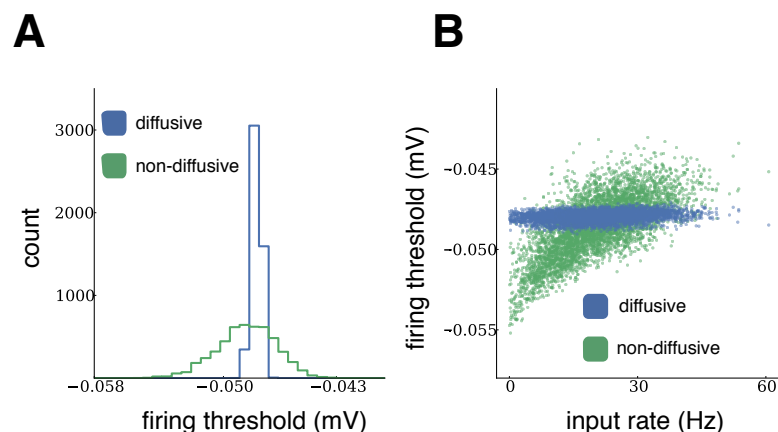 A
3000
2000
1000
count
diffusive
non-diffusive
−0.058
−0.050
−0.043
firing threshold (mV)
B
−0.045
−0.050
−0.055
firing threshold (mV)
diffusive
non-diffusive
0
30
60
input rate (Hz)